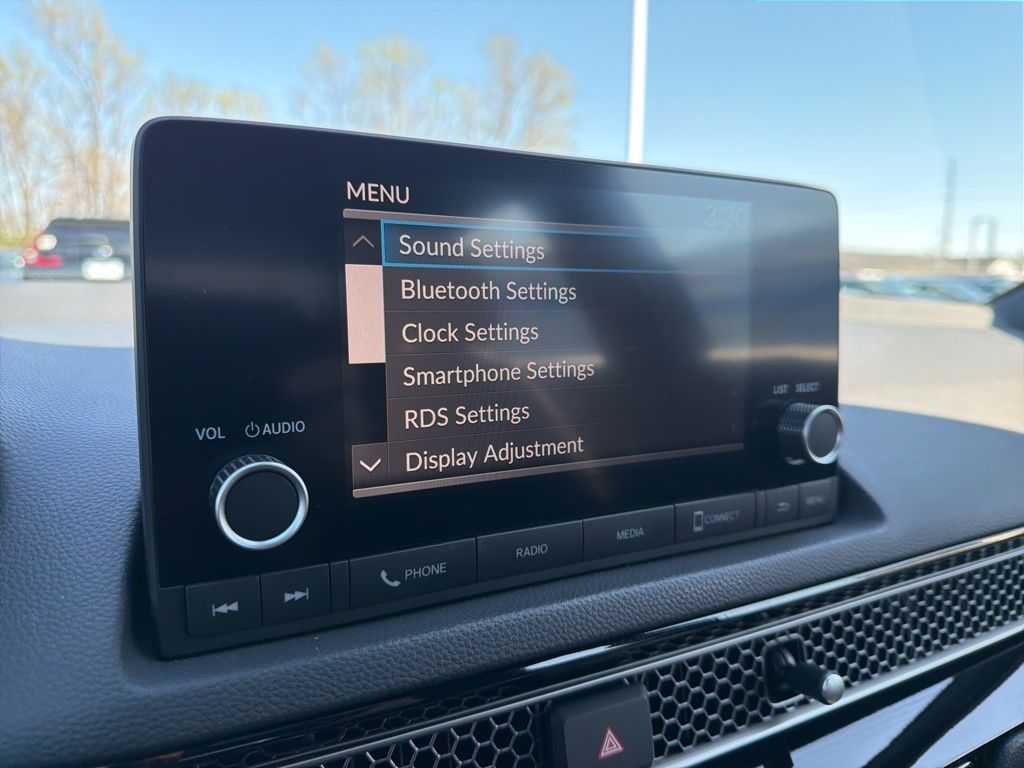 MENU
3:30
Sound Settings
Bluetooth Settings
Clock Settings
Smartphone Settings
RDS Settings
Display Adjustment
VOL AUDIO
LIST SELECT
PHONE
RADIO
MEDIA
CONNECT
MENU